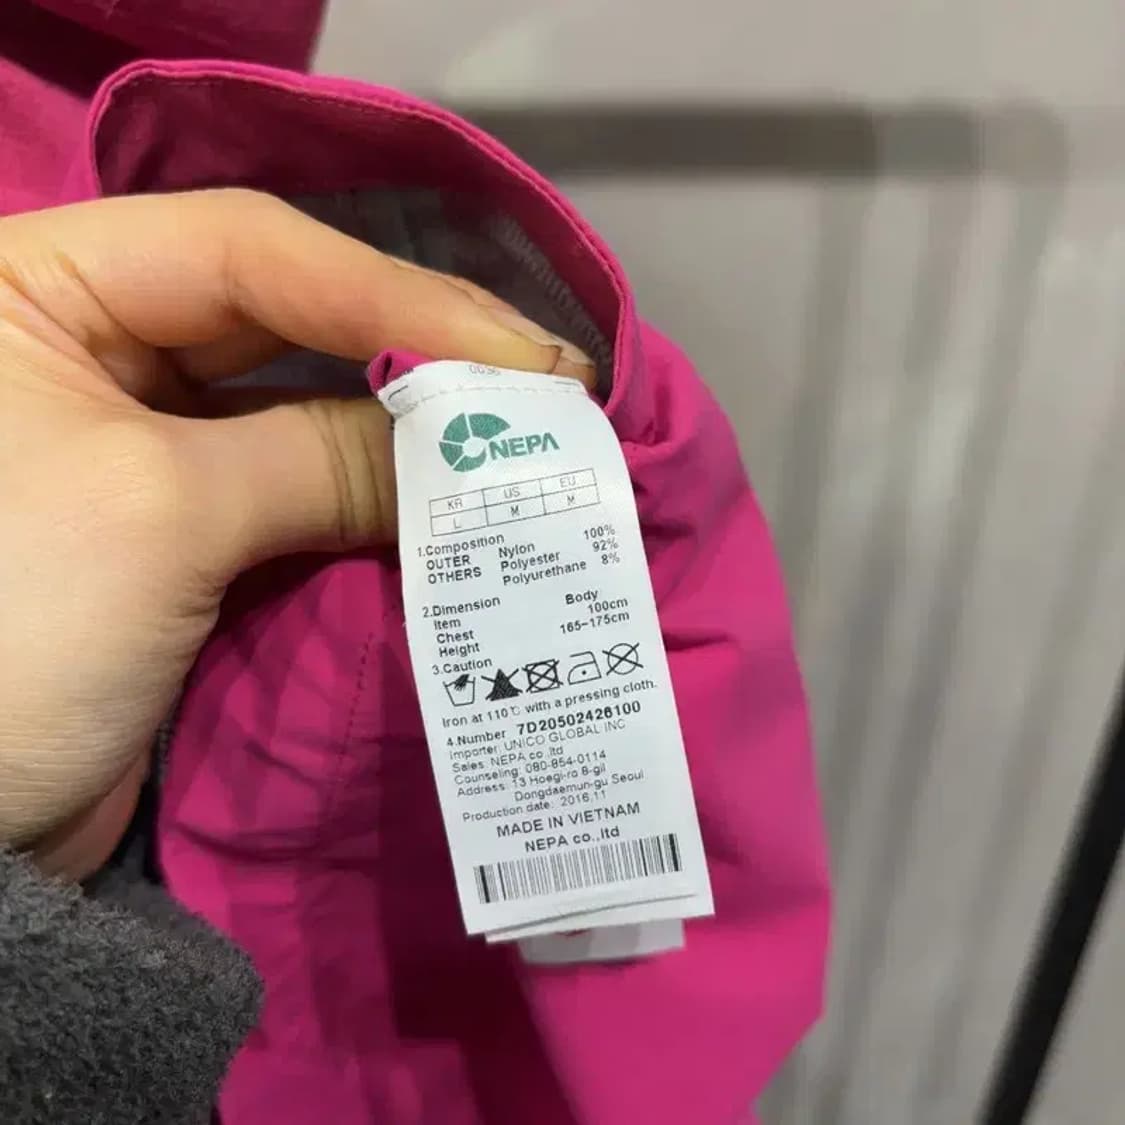 0036
NEPA
KR US EU
L M M
1.Composition
OUTER Nylon 100%
OTHERS Polyester 92%
Polyurethane 8%
2.Dimension
Item Body
Chest 100cm
Height 165-175cm
3.Caution
Iron at 110℃ with a pressing cloth.
4.Number 7D20502426100
Importer: UNICO GLOBAL INC
Sales: NEPA co.,ltd
Counseling: 080-854-0114
Address: 13 Hoegi-ro 8-gil
Dongdaemun-gu Seoul
Production date: 2016.11
MADE IN VIETNAM
NEPA co.,ltd